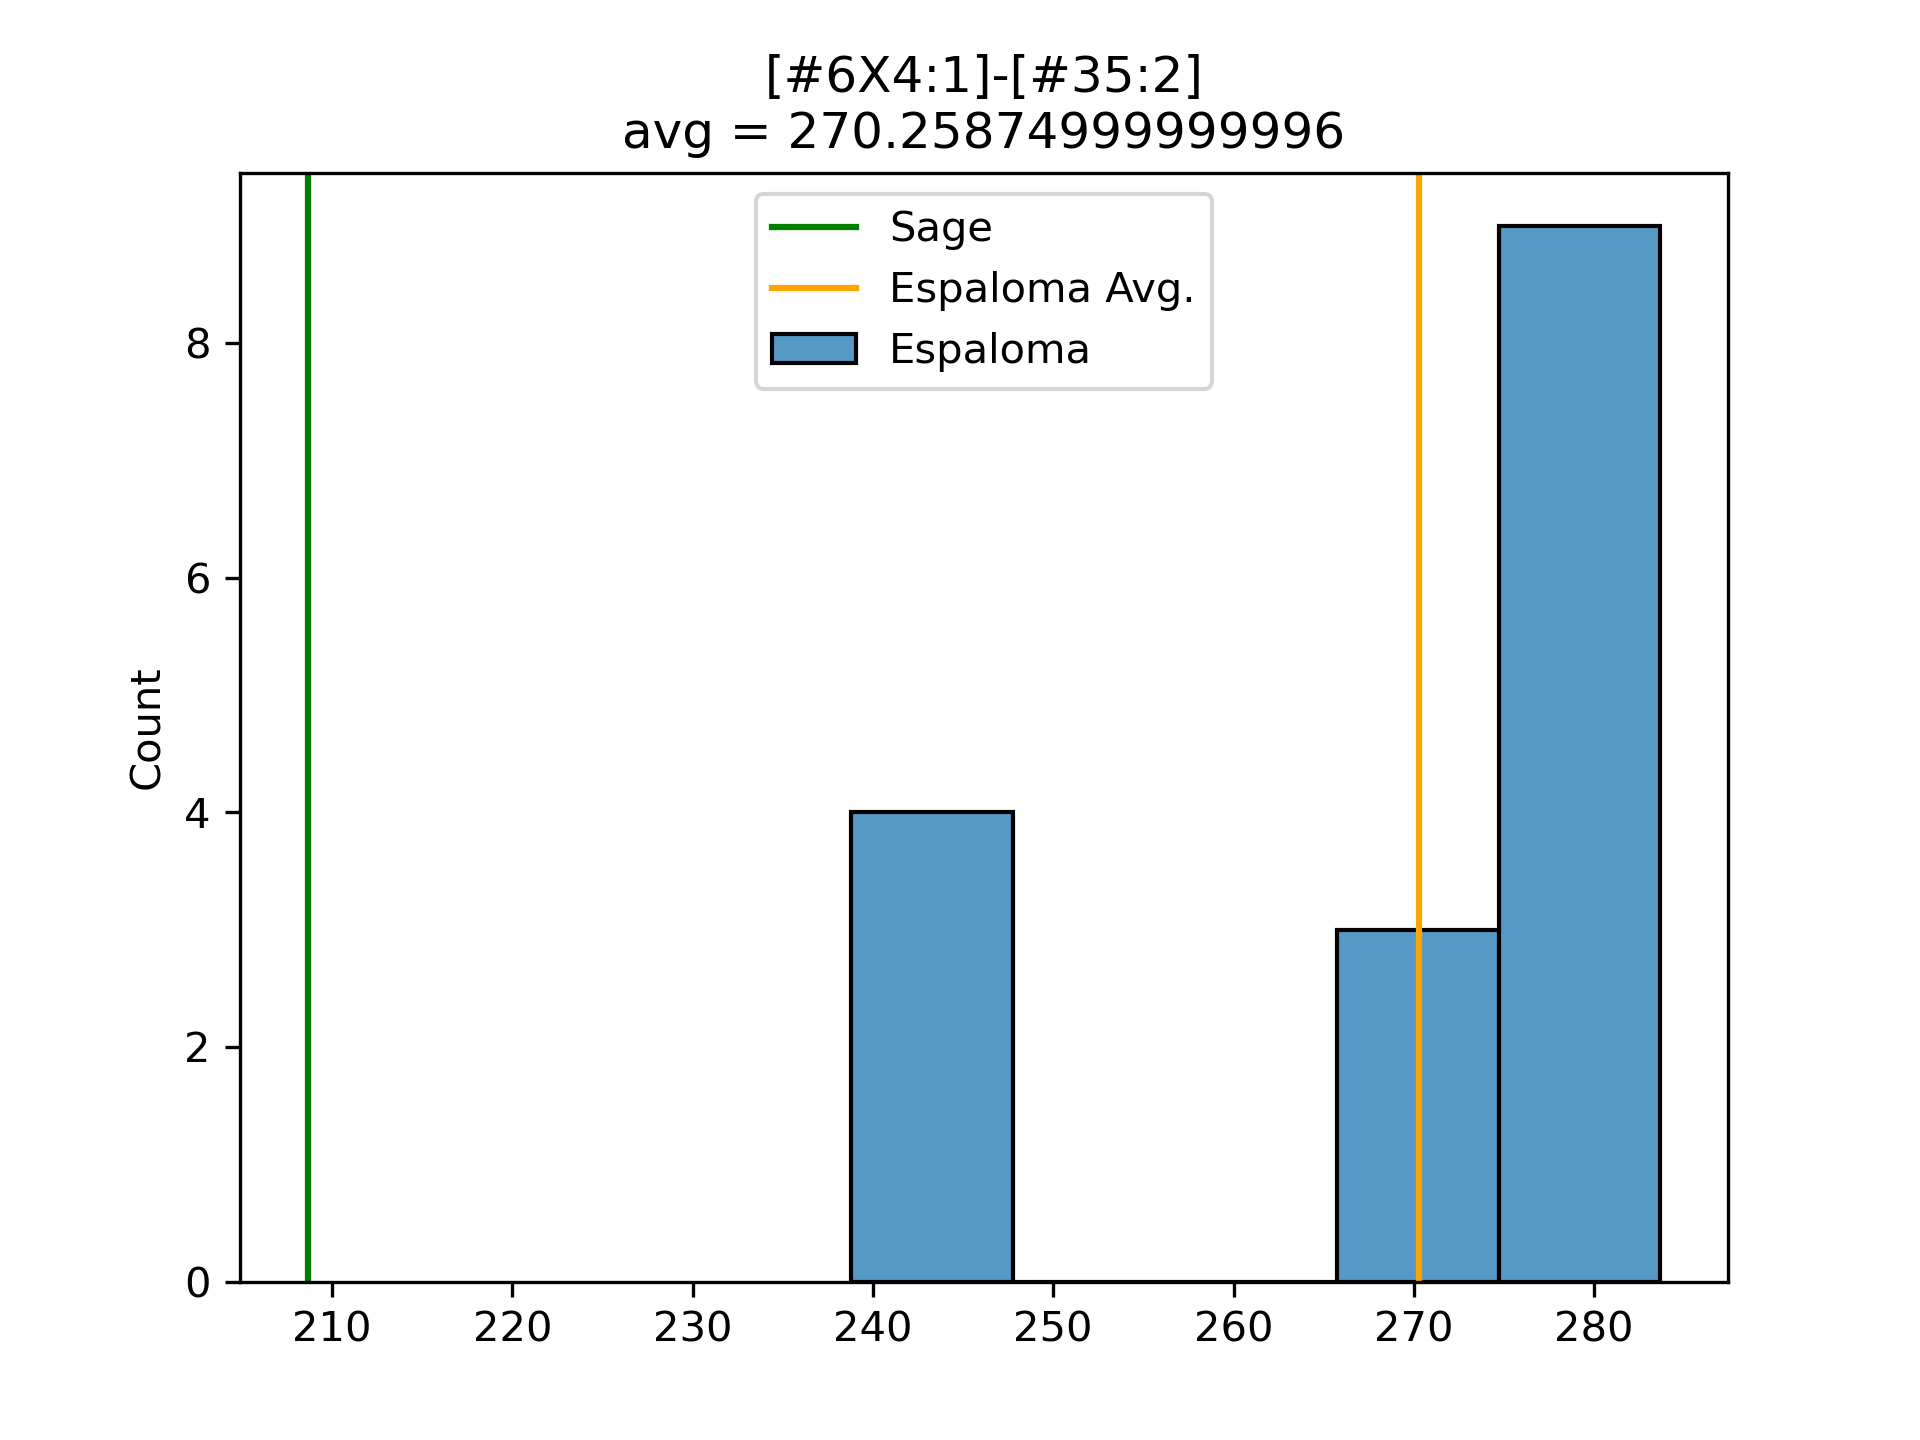 [#6X4:1]-[#35:2]
avg = 270.25874999999996
Sage
Espaloma Avg.
Espaloma
8
6
4
2
0
Count
210 220 230 240 250 260 270 280